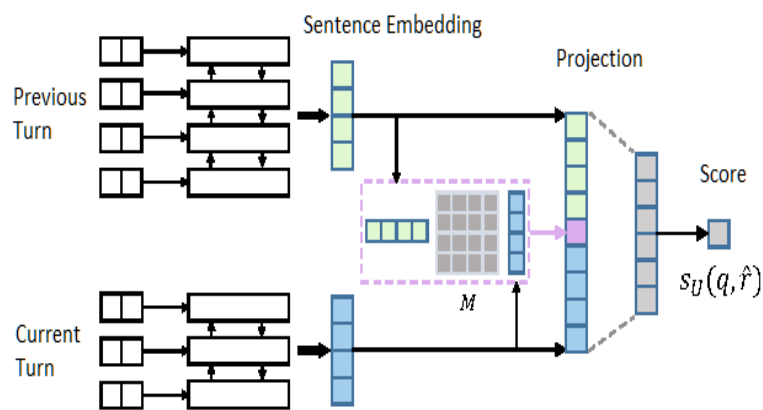 Sentence Embedding
Projection
Previous
Turn
Score
M
s_U(q, r̂)
Current
Turn